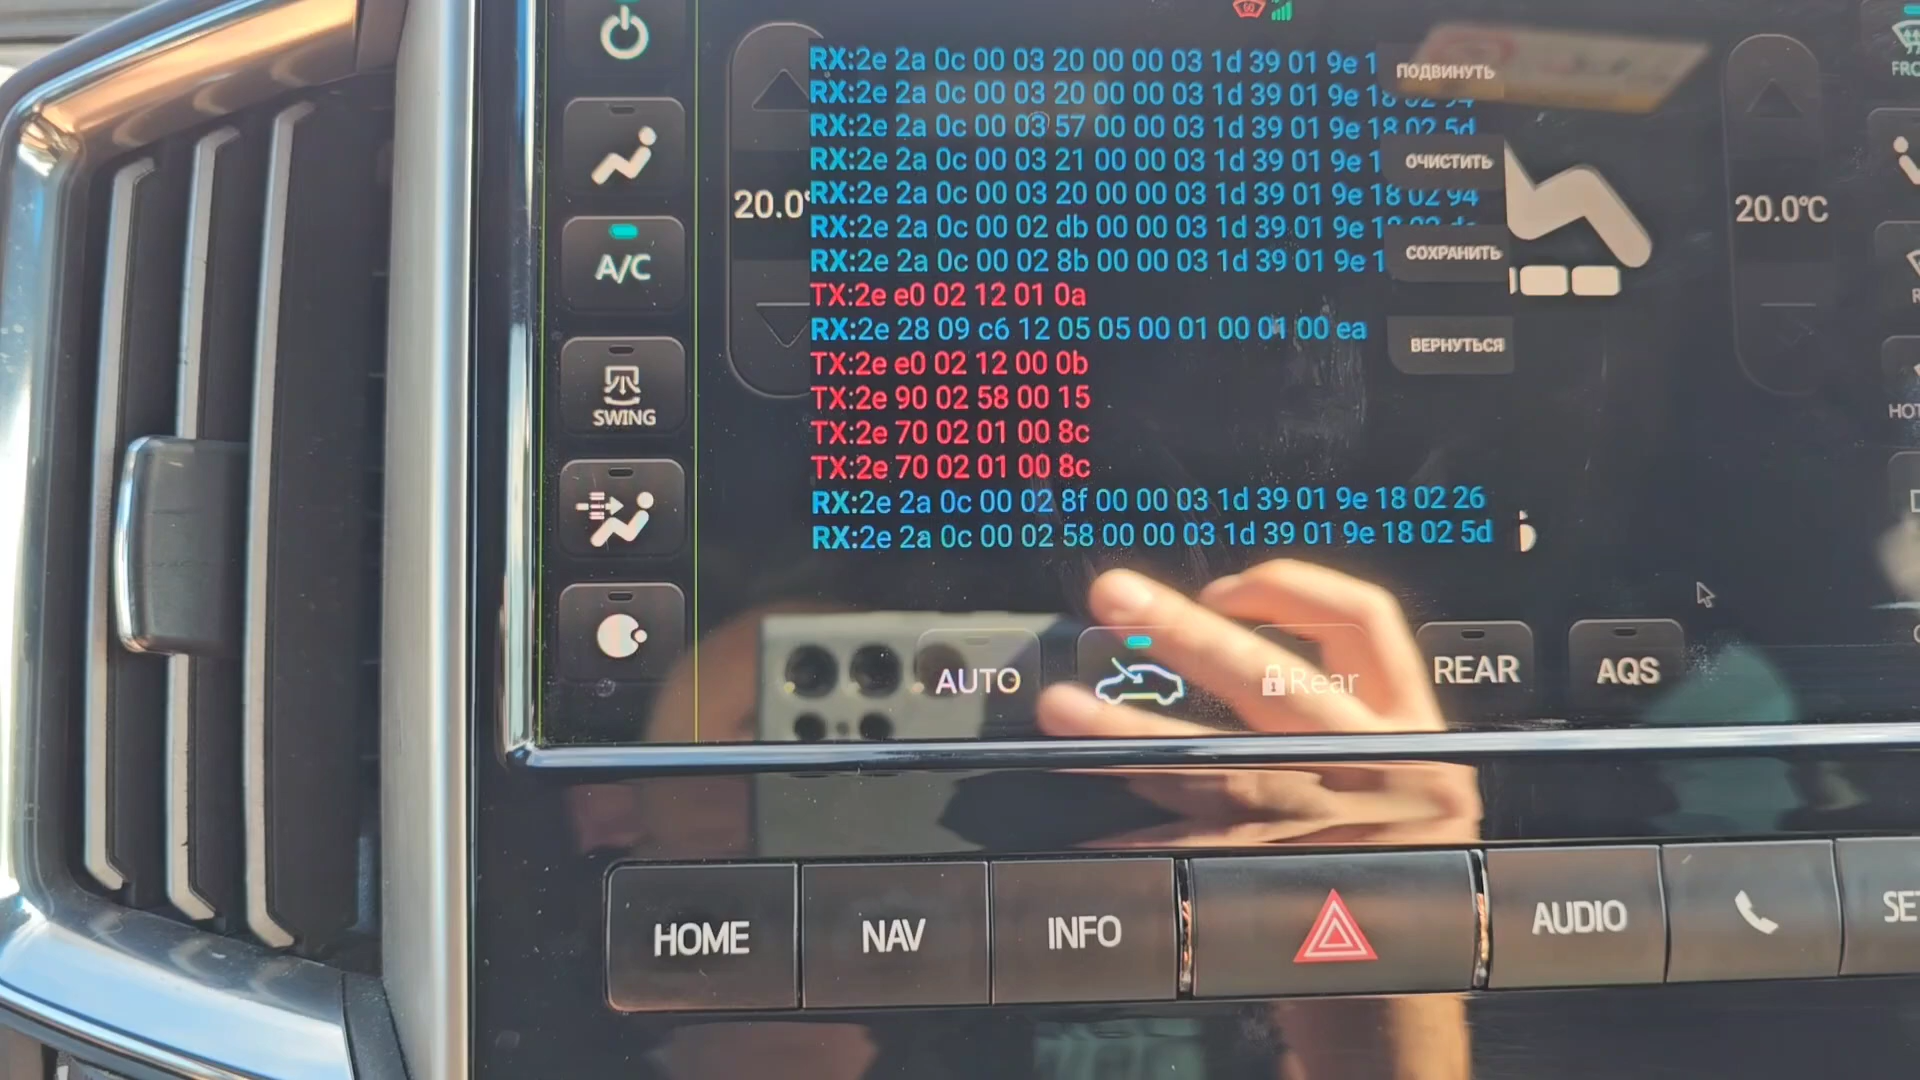 60
RX:2e 2a 0c 00 03 20 00 00 03 1d 39 01 9e 1
ПОДВИНУТЬ
RX:2e 2a 0c 00 03 20 00 00 03 1d 39 01 9e 18 02 94
RX:2e 2a 0c 00 03 57 00 00 03 1d 39 01 9e 18 02 5d
RX:2e 2a 0c 00 03 21 00 00 03 1d 39 01 9e 1
ОЧИСТИТЬ
RX:2e 2a 0c 00 03 20 00 00 03 1d 39 01 9e 18 02 94
20.0°
20.0°C
RX:2e 2a 0c 00 02 db 00 00 03 1d 39 01 9e 1
RX:2e 2a 0c 00 02 8b 00 00 03 1d 39 01 9e 1
СОХРАНИТЬ
A/C
TX:2e e0 02 12 01 0a
RX:2e 28 09 c6 12 05 05 00 01 00 01 00 ea
ВЕРНУТЬСЯ
TX:2e e0 02 12 00 0b
TX:2e 90 02 58 00 15
SWING
TX:2e 70 02 01 00 8c
TX:2e 70 02 01 00 8c
RX:2e 2a 0c 00 02 8f 00 00 03 1d 39 01 9e 18 02 26
RX:2e 2a 0c 00 02 58 00 00 03 1d 39 01 9e 18 02 5d
AUTO
Rear
REAR
AQS
HOME
NAV
INFO
AUDIO